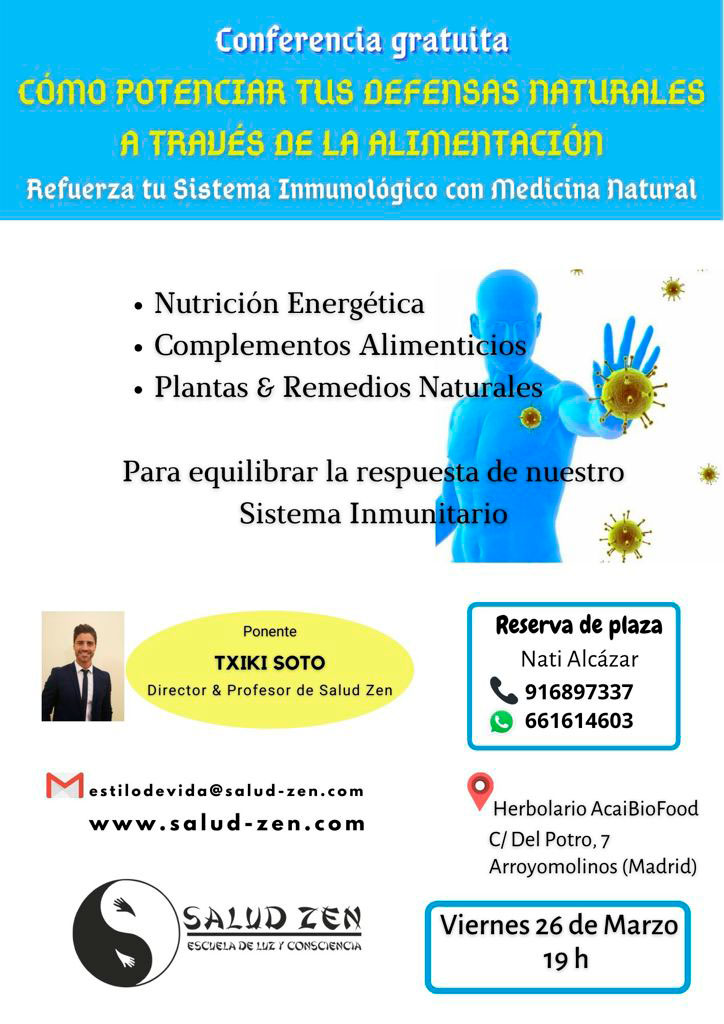 Conferencia gratuita
CÓMO POTENCIAR TUS DEFENSAS NATURALES
A TRAVÉS DE LA ALIMENTACIÓN
Refuerza tu Sistema Inmunológico con Medicina Natural
• Nutrición Energética
• Complementos Alimenticios
• Plantas & Remedios Naturales
Para equilibrar la respuesta de nuestro
Sistema Inmunitario
Ponente
TXIKI SOTO
Director & Profesor de Salud Zen
Reserva de plaza
Nati Alcázar
916897337
661614603
estilodevida@salud-zen.com
www.salud-zen.com
Herbolario AcaiBioFood
C/ Del Potro, 7
Arroyomolinos (Madrid)
SALUD ZEN
ESCUELA DE LUZ Y CONSCIENCIA
Viernes 26 de Marzo
19 h